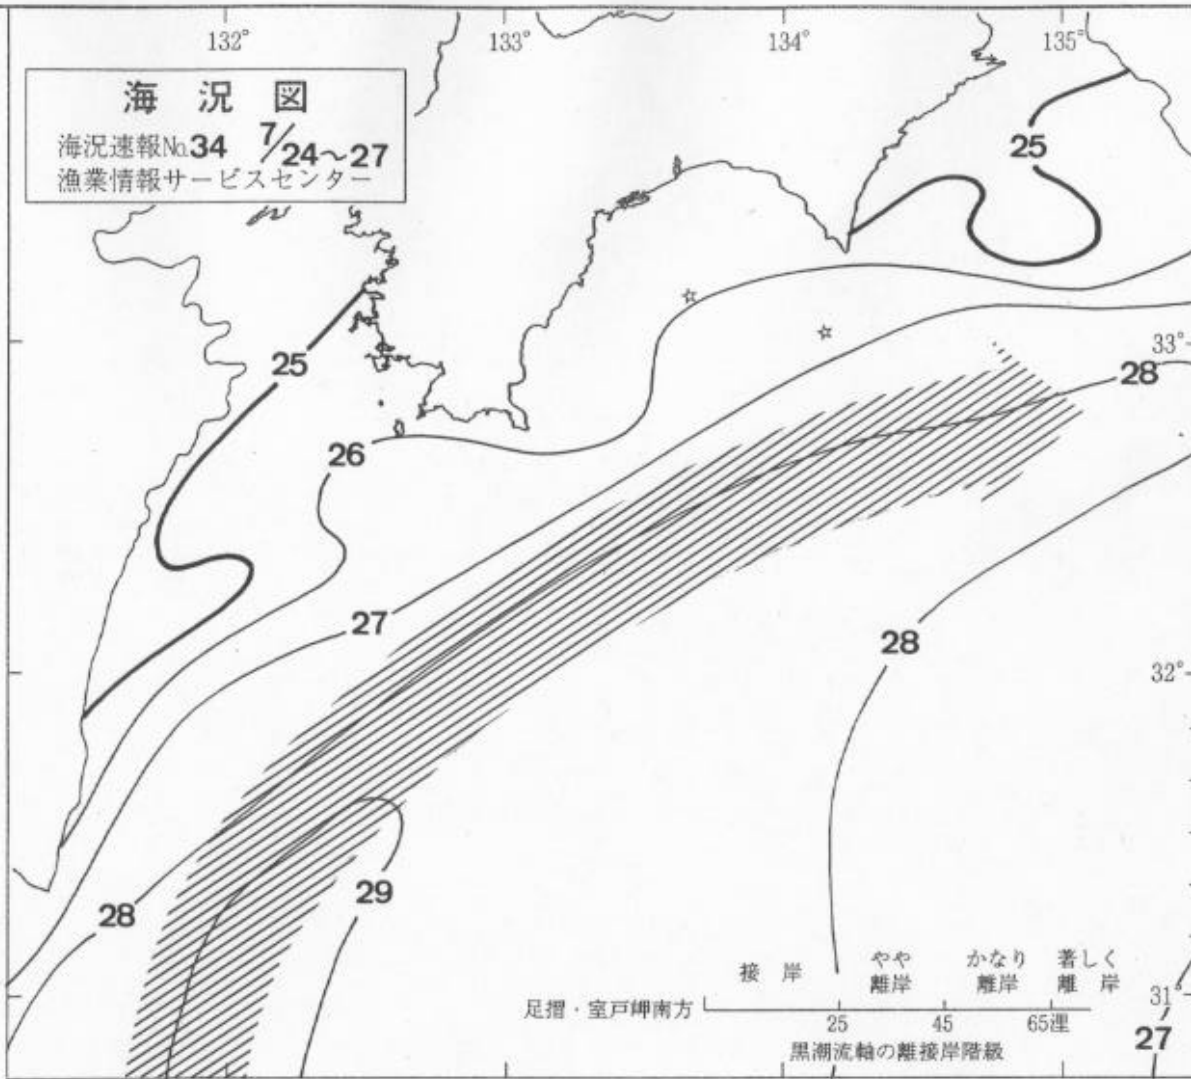 132°
133°
134°
135°
海況図
海況速報No.34 7/24~27
漁業情報サービスセンター
25
25
33°
28
26
27
28
32°
29
28
接岸
やや離岸
かなり離岸
著しく離岸
31°
足摺・室戸岬南方
25
45
65浬
27
黒潮流軸の離接岸階級